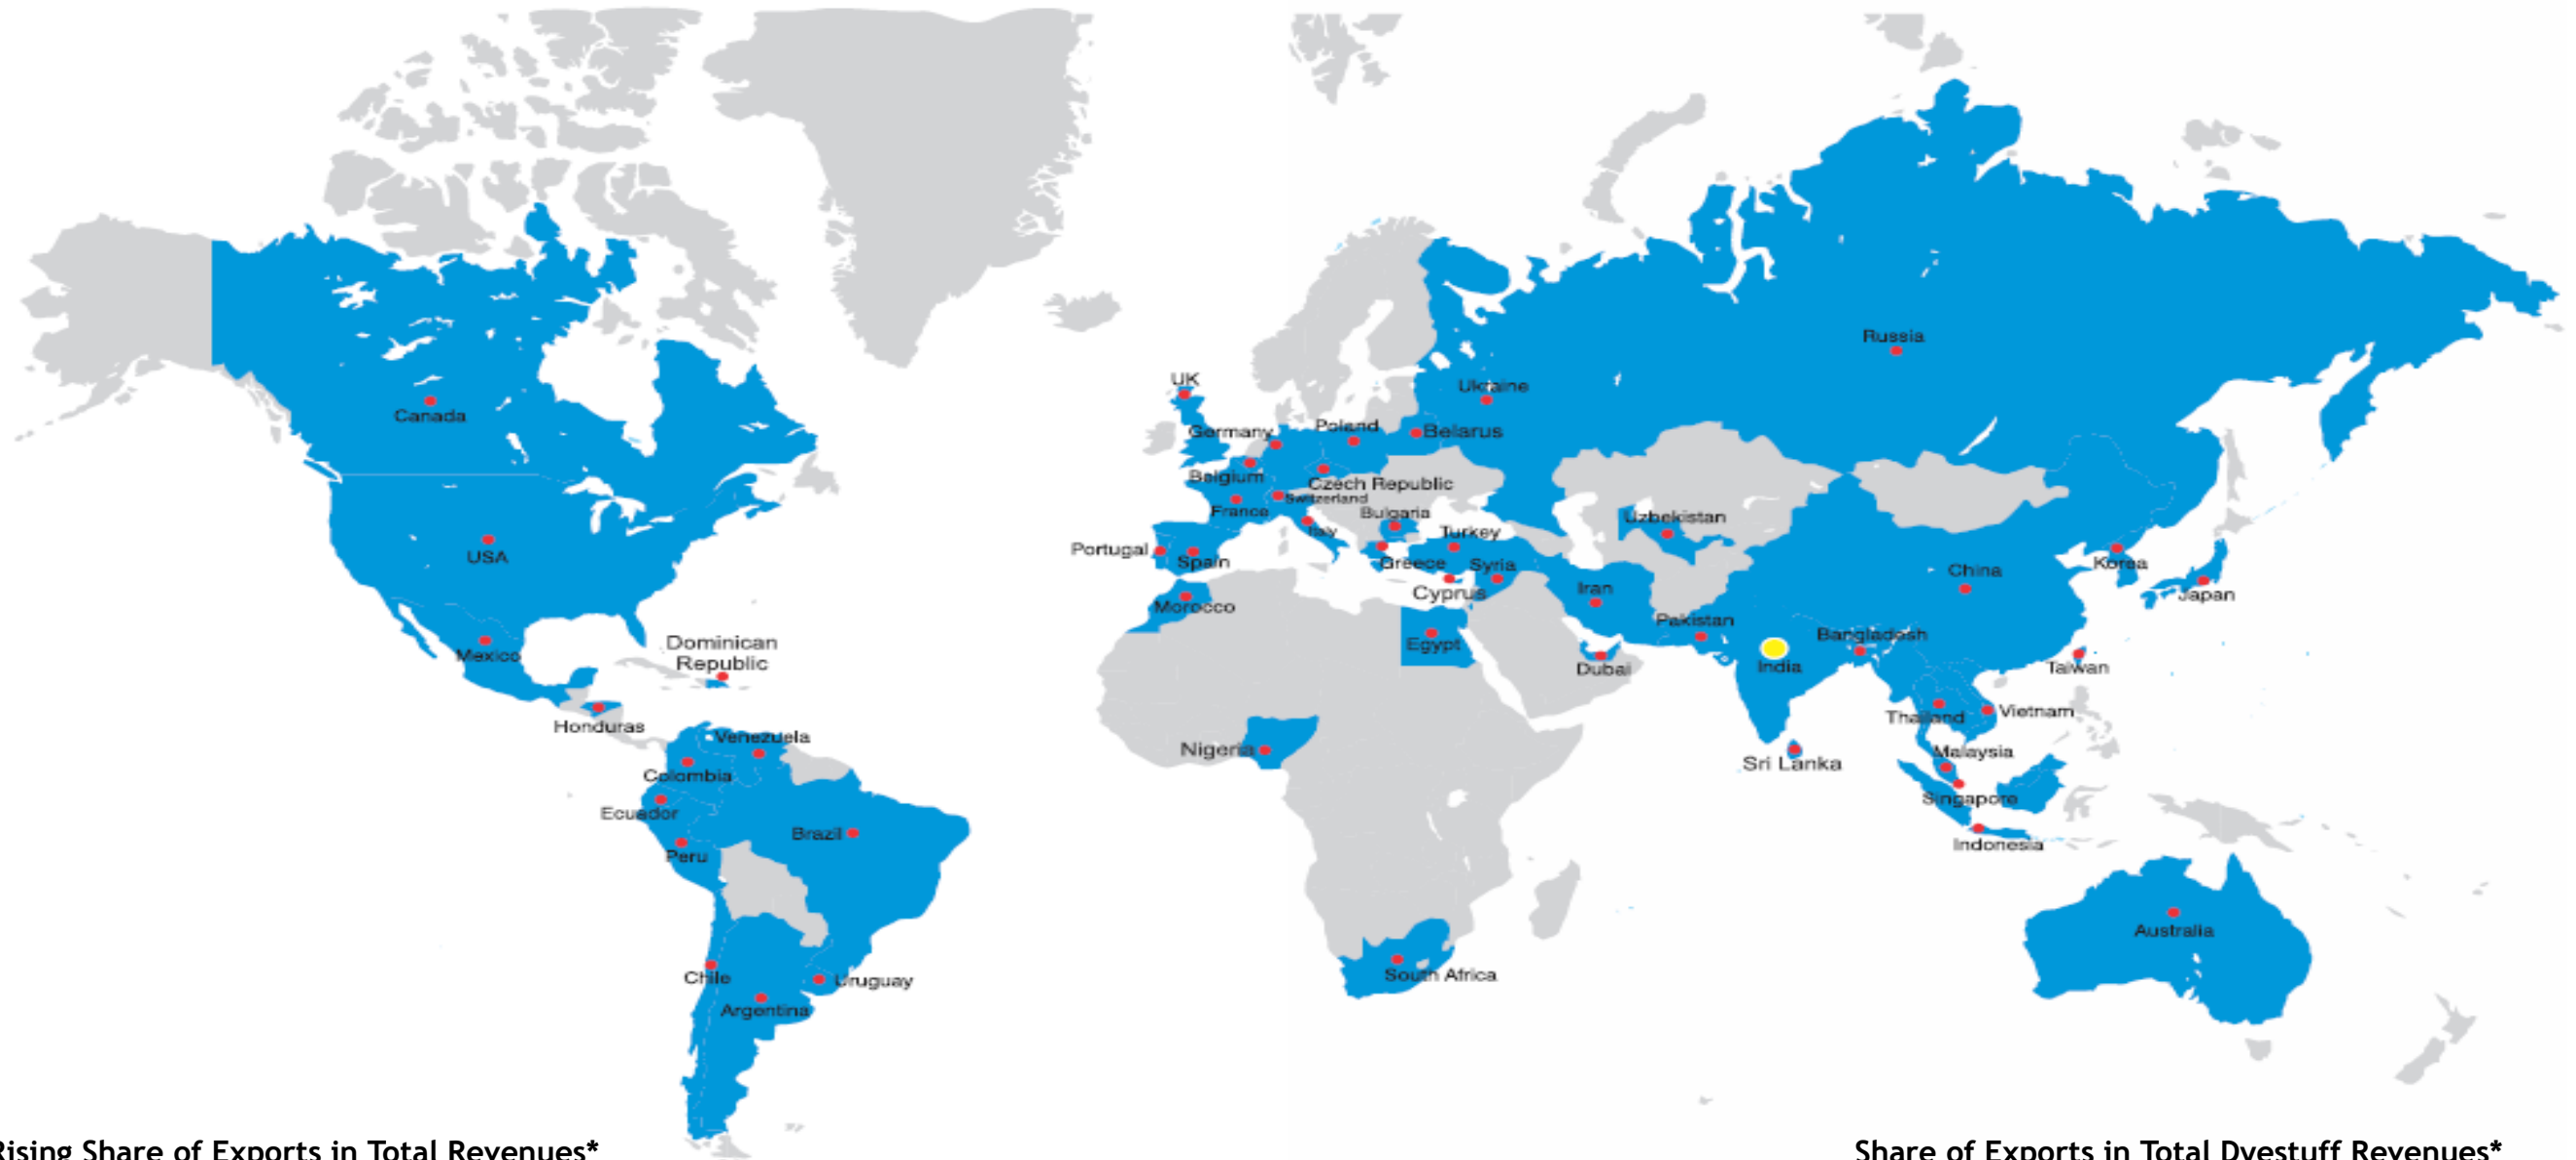 Russia
UK
Ukraine
Canada
Germany
Poland
Belarus
Belgium
Czech Republic
Switzerland
France
Bulgaria
Uzbekistan
Italy
Turkey
Portugal
Spain
Greece
Syria
USA
China
Korea
Iran
Cyprus
Japan
Morocco
Pakistan
Bangladesh
Dominican
Republic
Egypt
Mexico
Dubai
India
Taiwan
Honduras
Thailand
Vietnam
Venezuela
Nigeria
Malaysia
Colombia
Sri Lanka
Ecuador
Singapore
Brazil
Indonesia
Peru
Australia
South Africa
Chile
Uruguay
Argentina
Rising Share of Exports in Total Revenues*
Share of Exports in Total Dyestuff Revenues*